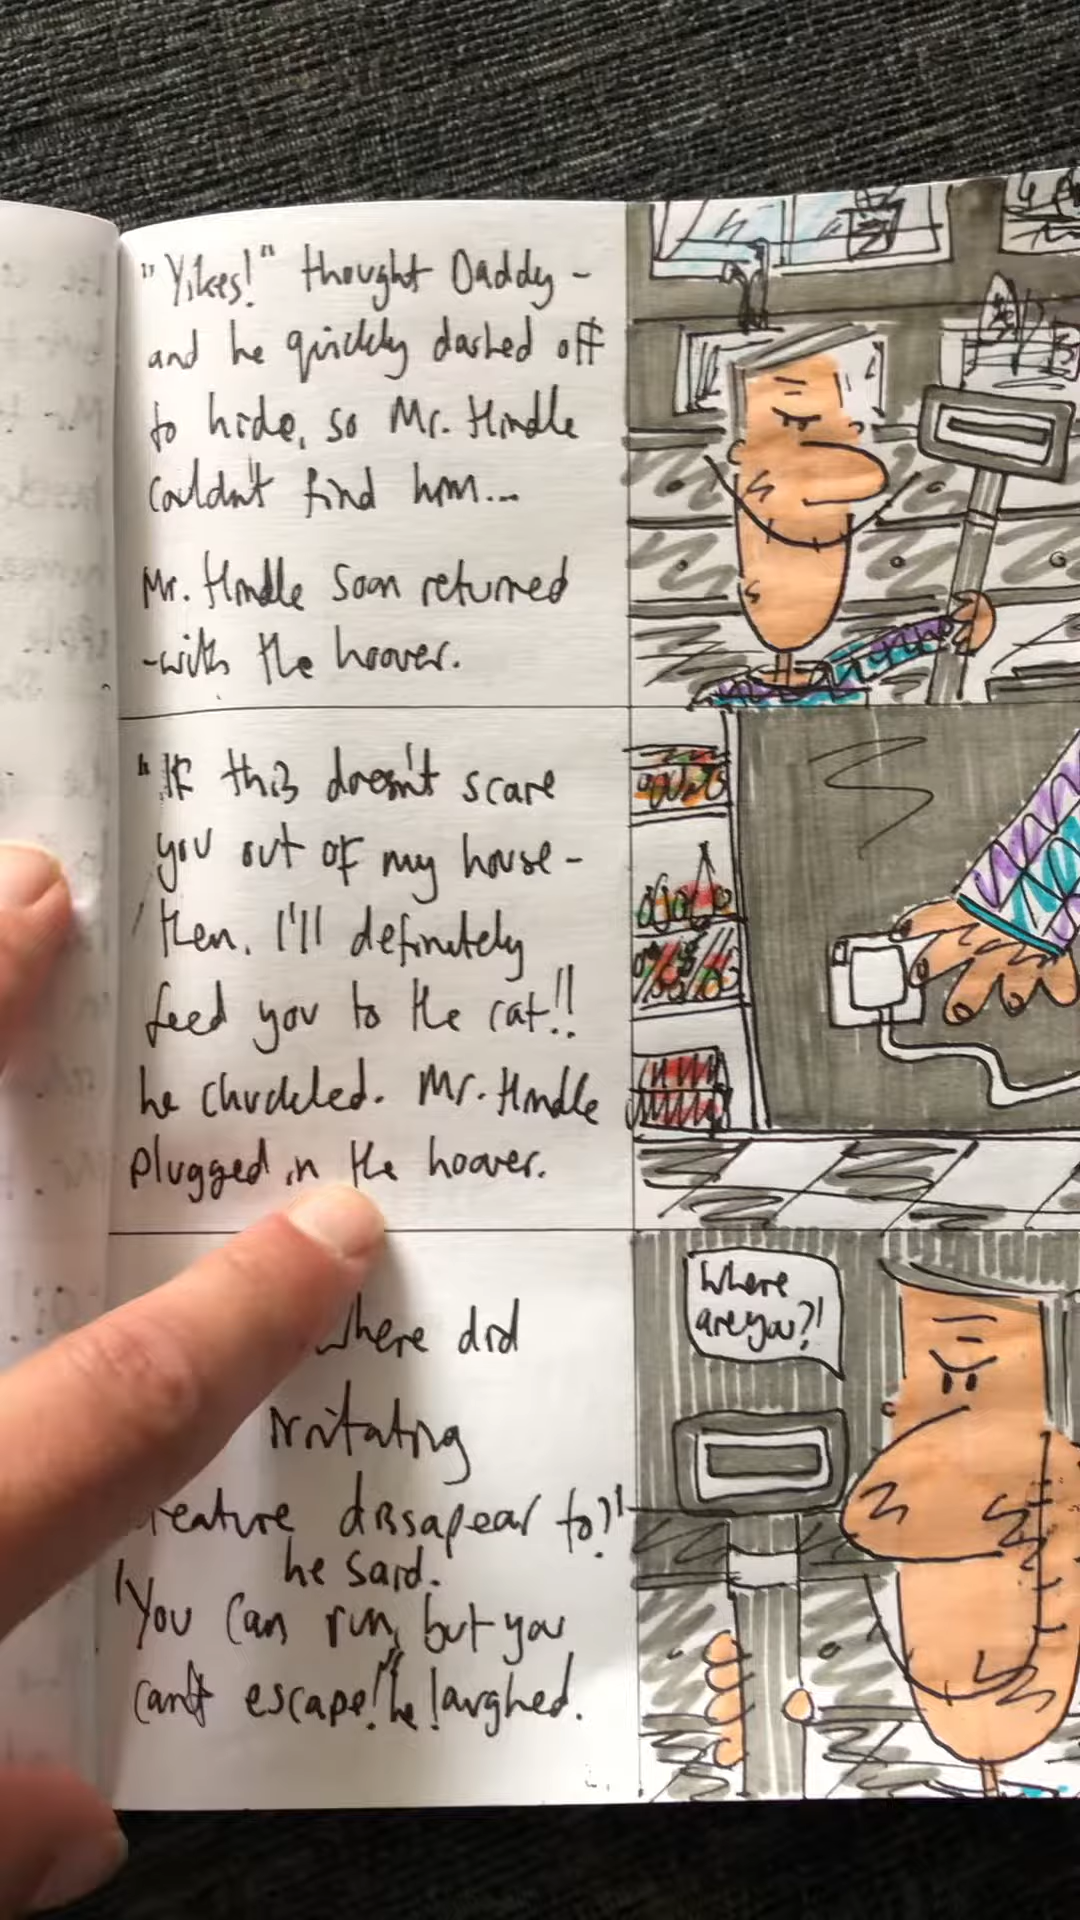 "Yikes!" thought Daddy -
and he quickly dashed off
to hide, so Mr. Hindle
couldn't find him...
Mr. Hindle soon returned
-with the hoover.
"If this doesn't scare
you out of my house -
then, I'll definitely
feed you to the cat!!
he chuckled. Mr. Hindle
plugged in the hoover.
where did
irritating
creature dissapear to?!
he said.
"You can run, but you
can't escape!" he laughed.
Where
are you?!